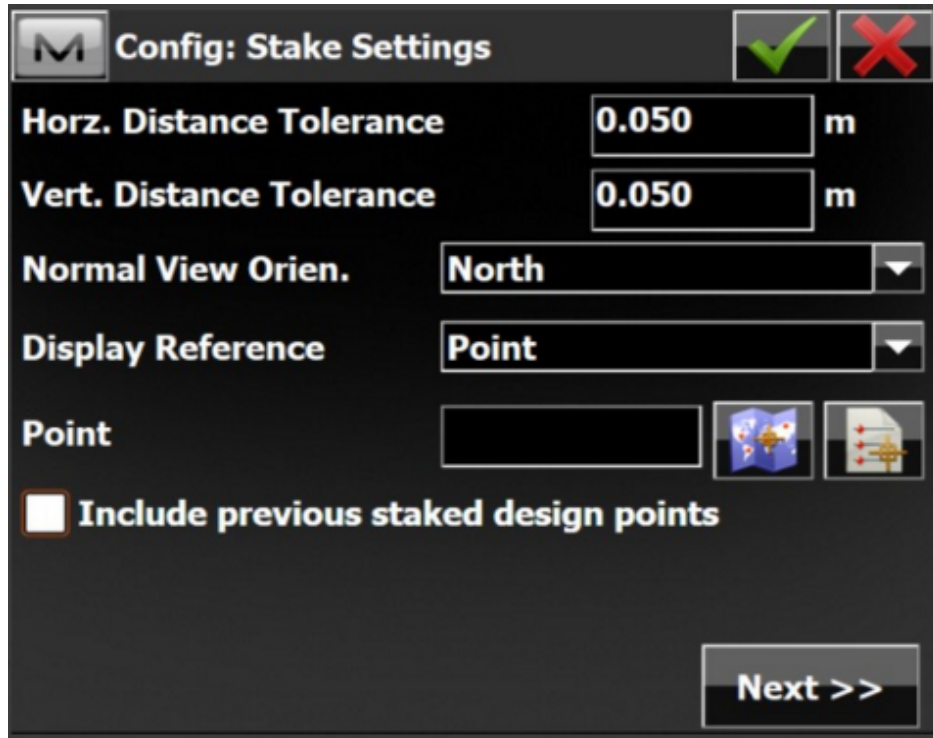 M Config: Stake Settings
Horz. Distance Tolerance 0.050 m
Vert. Distance Tolerance 0.050 m
Normal View Orien. North
Display Reference Point
Point
Include previous staked design points
Next >>